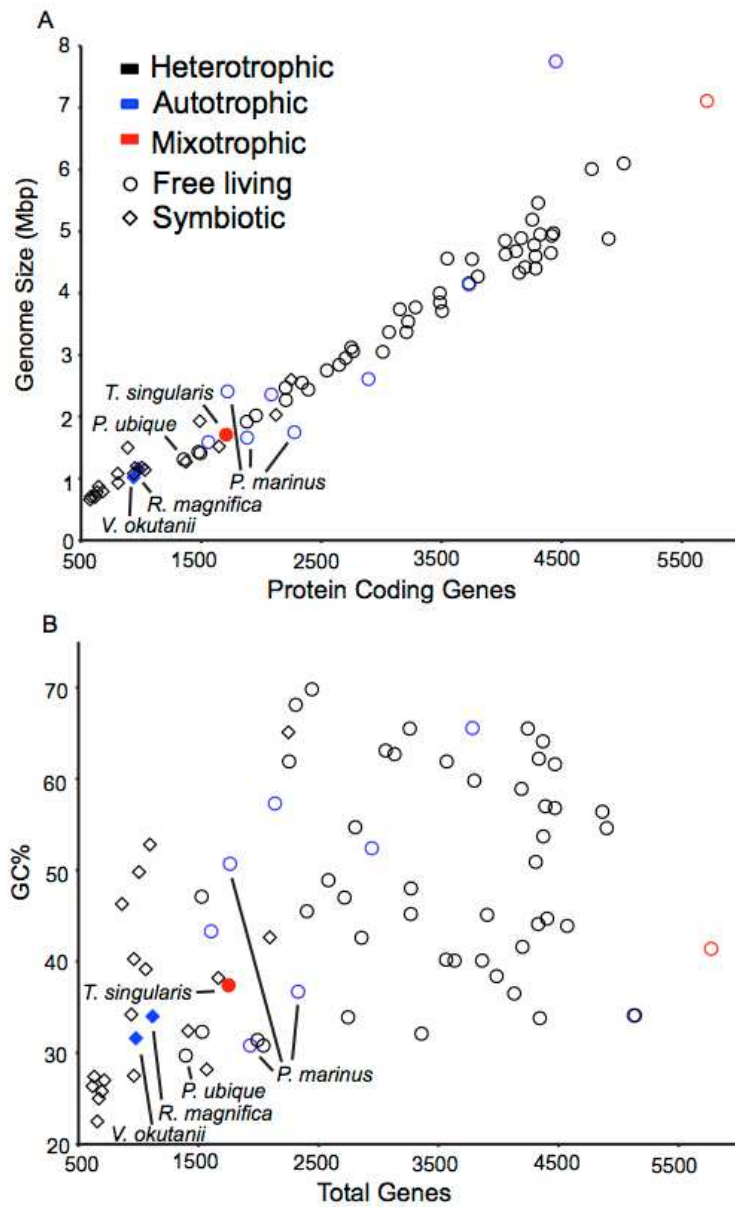 A
8
7
6
5
4
3
2
1
0
Genome Size (Mbp)
Heterotrophic
Autotrophic
Mixotrophic
Free living
Symbiotic
T. singularis
P. ubique
P. marinus
R. magnifica
V. okutanii
500 1500 2500 3500 4500 5500
Protein Coding Genes
B
70
60
50
40
30
20
GC%
T. singularis
P. marinus
P. ubique
R. magnifica
V. okutanii
500 1500 2500 3500 4500 5500
Total Genes